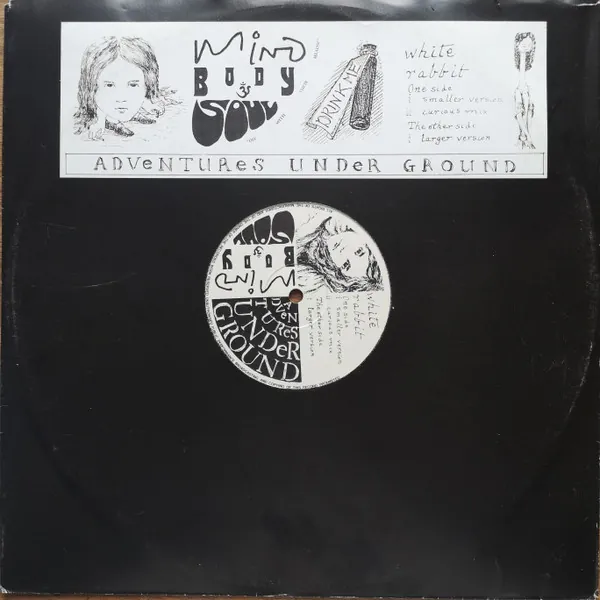 MIND
BODY
ॐ
SOUL
DRINK ME
white
rabbit
One side
i smaller version
ii curious mix
The other side
i larger version
ADVeNTUReS UNDeR GROUND
MIND
BODY
ॐ
SOUL
white
rabbit
One side
i smaller version
ii curious mix
The other side
i larger version
ADVeN
TUReS
UNDeR
GROUND